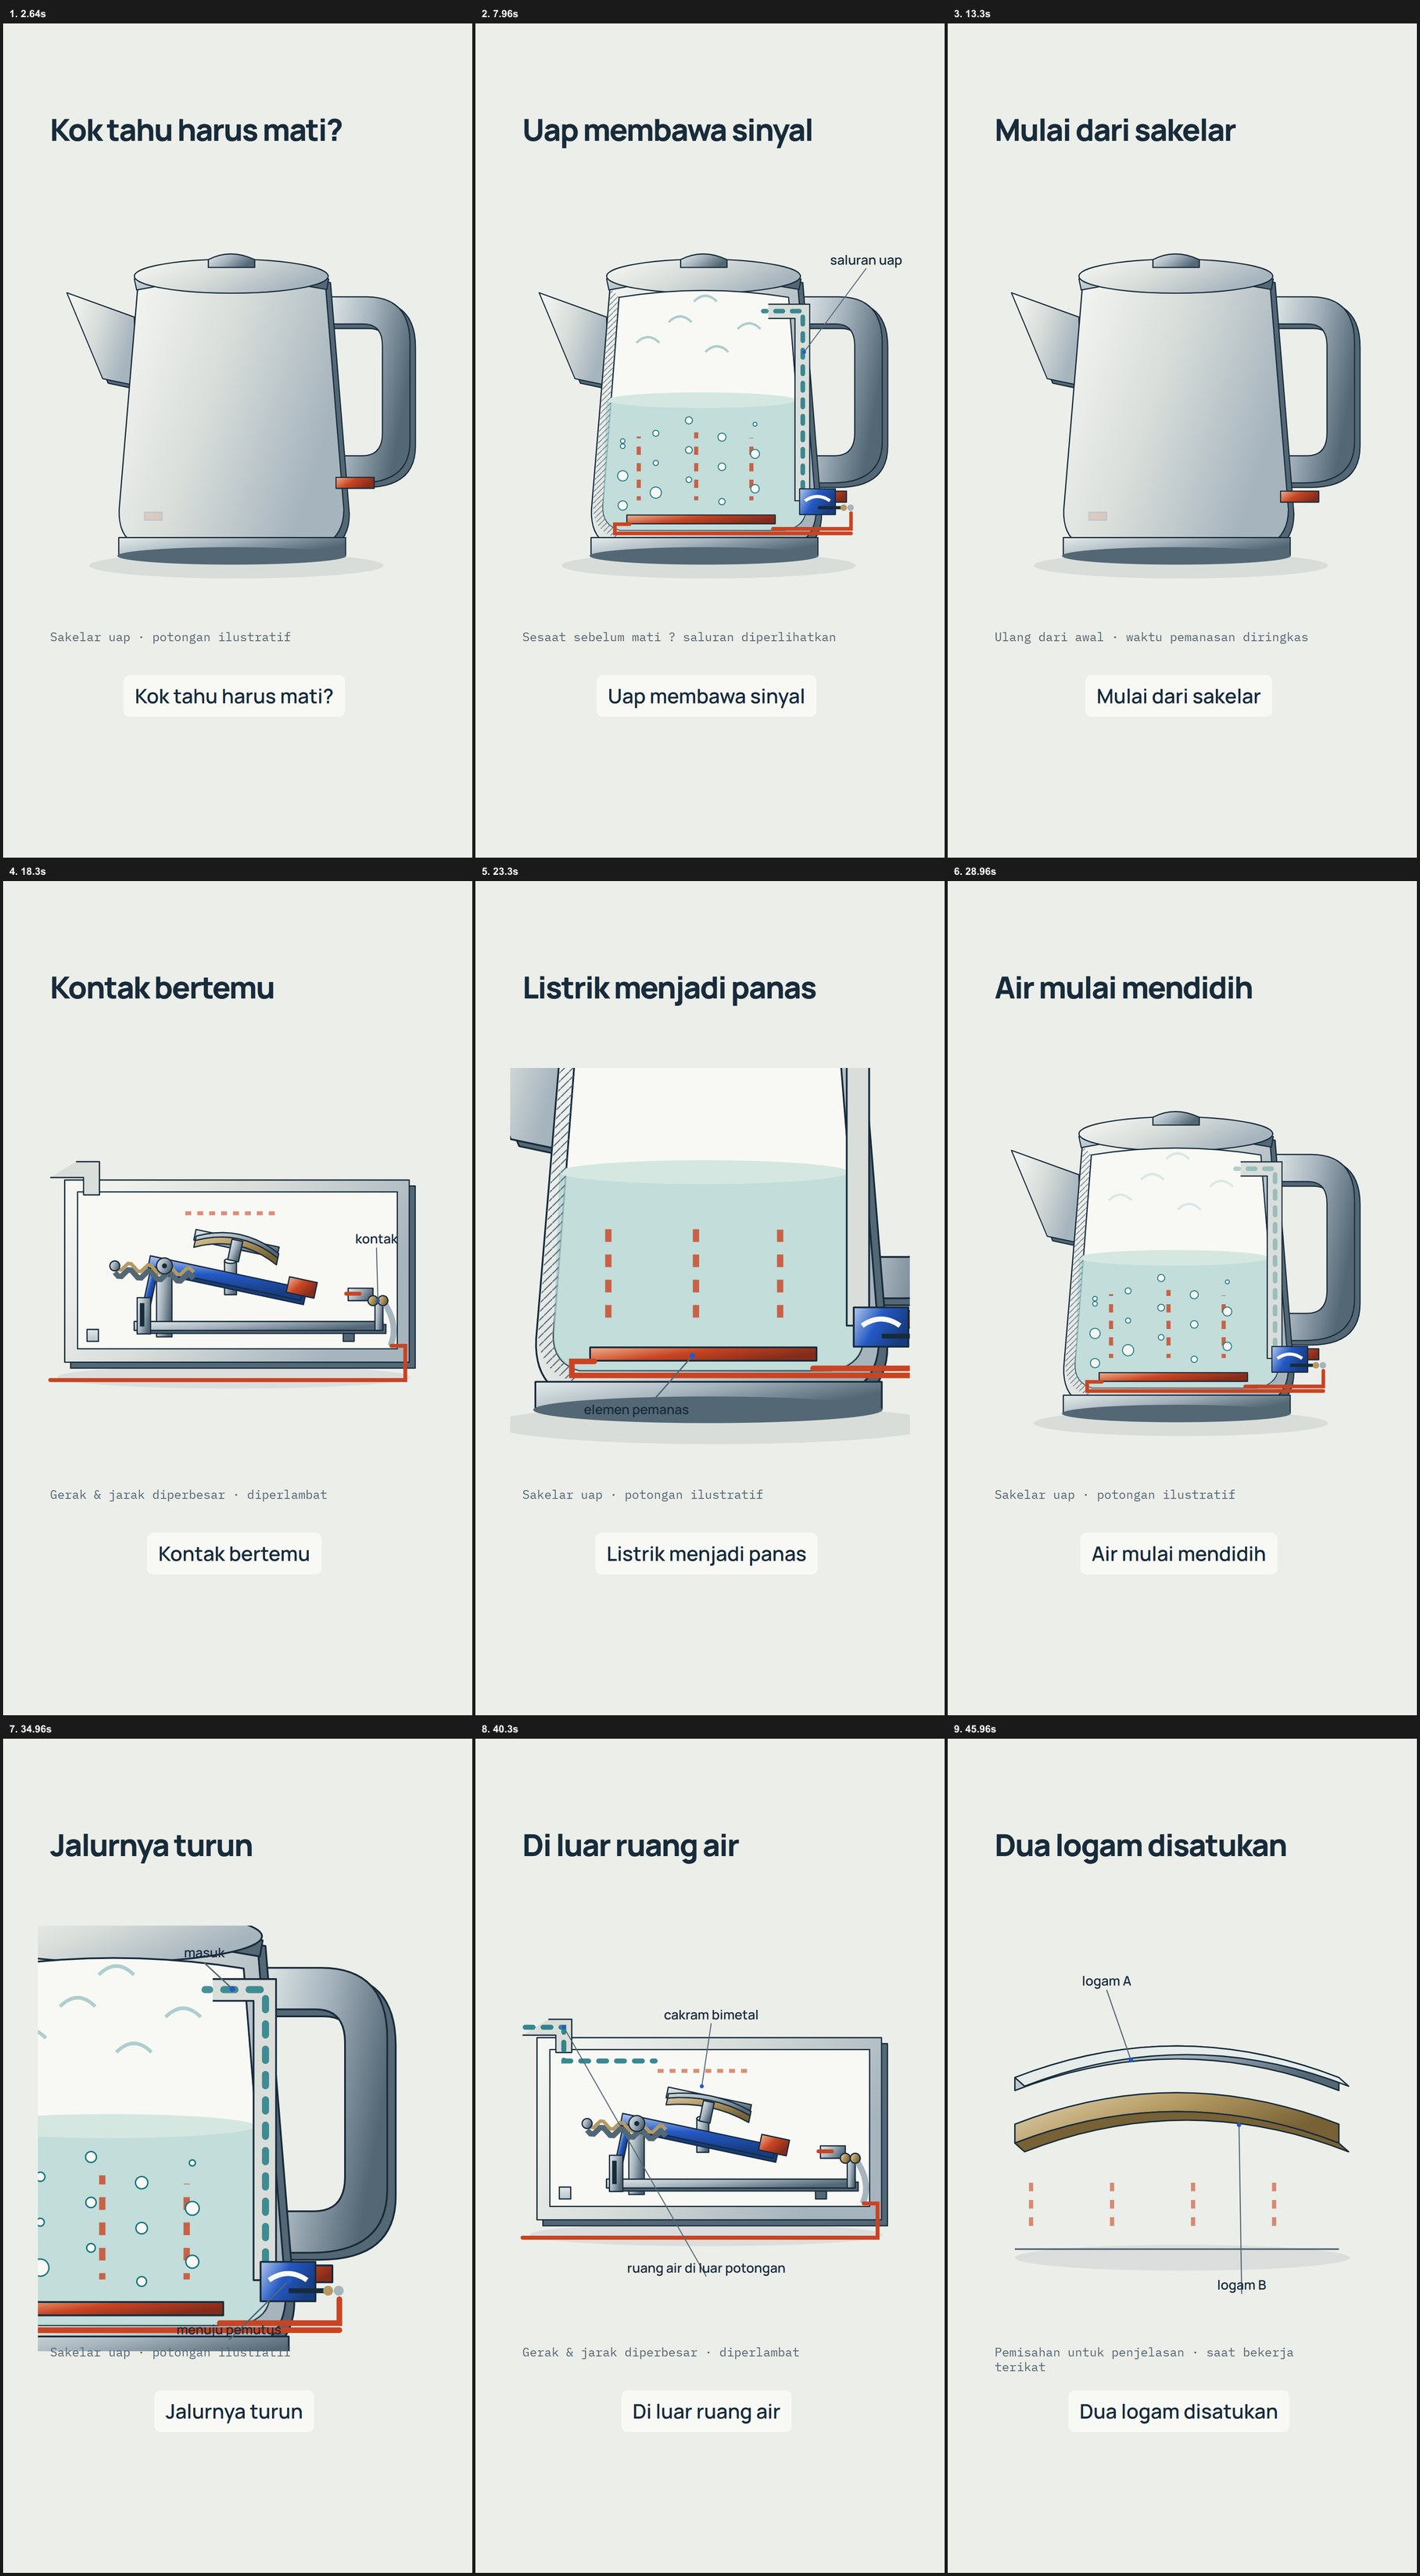 1. 2.64s
Kok tahu harus mati?
Sakelar uap · potongan ilustratif
Kok tahu harus mati?
2. 7.96s
Uap membawa sinyal
saluran uap
Sesaat sebelum mati ? saluran diperlihatkan
Uap membawa sinyal
3. 13.3s
Mulai dari sakelar
Ulang dari awal · waktu pemanasan diringkas
Mulai dari sakelar
4. 18.3s
Kontak bertemu
kontak
Gerak & jarak diperbesar · diperlambat
Kontak bertemu
5. 23.3s
Listrik menjadi panas
elemen pemanas
Sakelar uap · potongan ilustratif
Listrik menjadi panas
6. 28.96s
Air mulai mendidih
Sakelar uap · potongan ilustratif
Air mulai mendidih
7. 34.96s
Jalurnya turun
masuk
menuju pemutus
Sakelar uap · potongan ilustratif
Jalurnya turun
8. 40.3s
Di luar ruang air
cakram bimetal
ruang air di luar potongan
Gerak & jarak diperbesar · diperlambat
Di luar ruang air
9. 45.96s
Dua logam disatukan
logam A
logam B
Pemisahan untuk penjelasan · saat bekerja
terikat
Dua logam disatukan